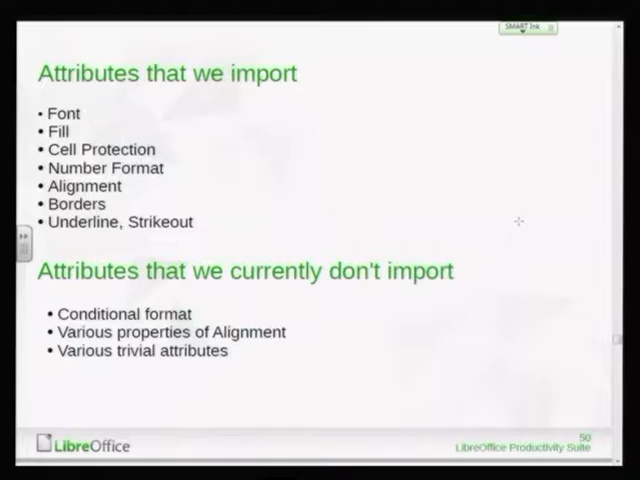 SMART Ink
Attributes that we import
• Font
• Fill
• Cell Protection
• Number Format
• Alignment
• Borders
• Underline, Strikeout
Attributes that we currently don't import
• Conditional format
• Various properties of Alignment
• Various trivial attributes
LibreOffice
50
LibreOffice Productivity Suite